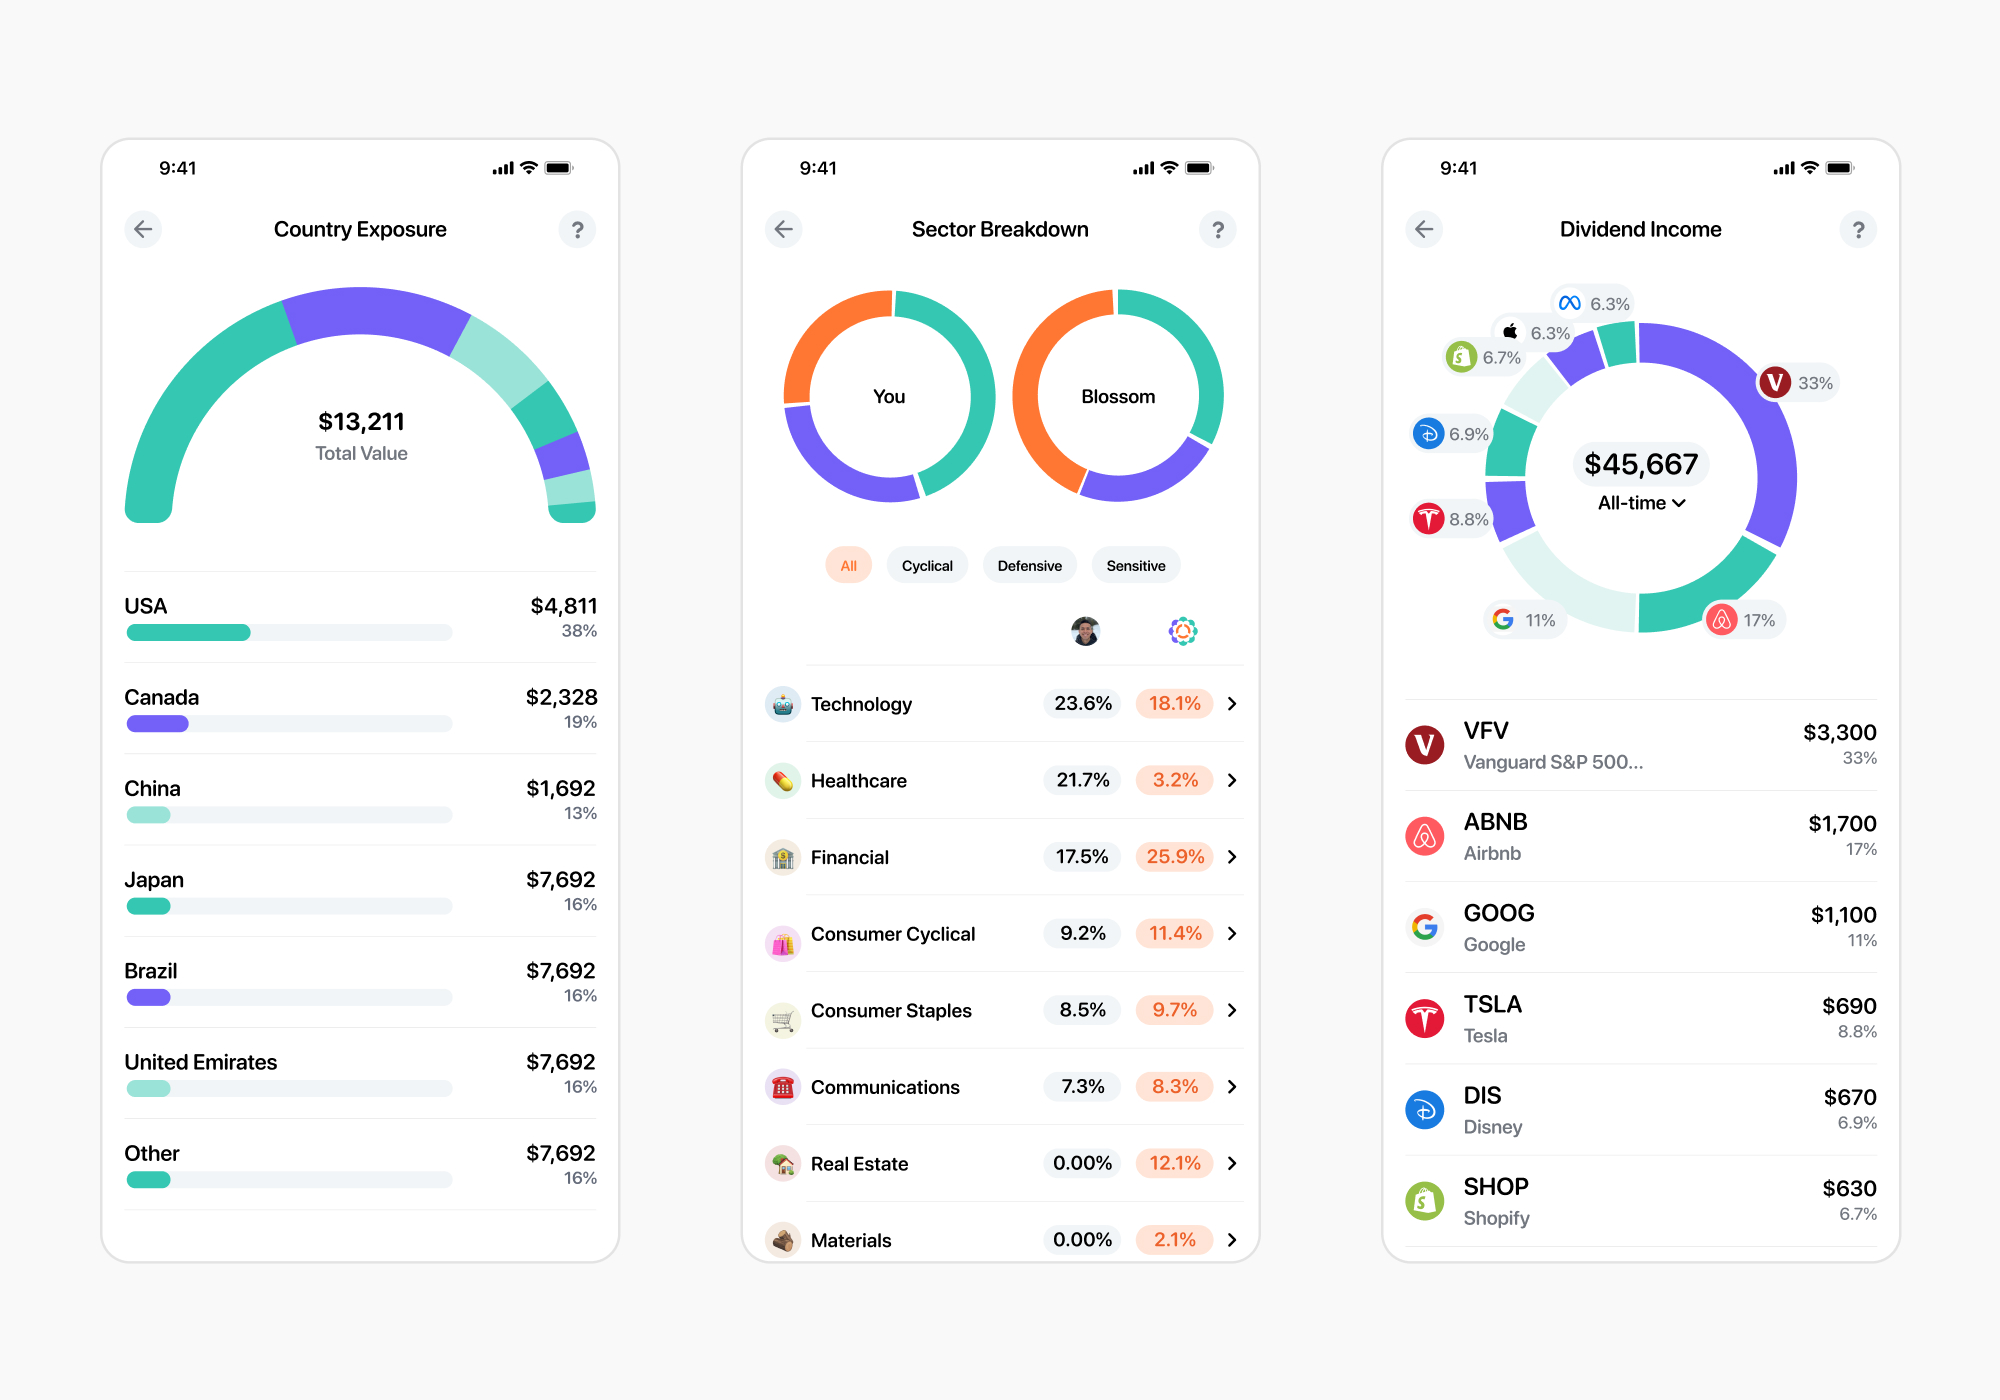 9:41
Country Exposure
?
$13,211
Total Value
USA
$4,811
38%
Canada
$2,328
19%
China
$1,692
13%
Japan
$7,692
16%
Brazil
$7,692
16%
United Emirates
$7,692
16%
Other
$7,692
16%
9:41
Sector Breakdown
?
You
Blossom
All Cyclical Defensive Sensitive
Technology 23.6% 18.1%
Healthcare 21.7% 3.2%
Financial 17.5% 25.9%
Consumer Cyclical 9.2% 11.4%
Consumer Staples 8.5% 9.7%
Communications 7.3% 8.3%
Real Estate 0.00% 12.1%
Materials 0.00% 2.1%
9:41
Dividend Income
?
6.3%
6.3%
6.7%
V 33%
6.9%
8.8%
11%
17%
$45,667
All-time
V
VFV
Vanguard S&P 500...
$3,300
33%
ABNB
Airbnb
$1,700
17%
GOOG
Google
$1,100
11%
TSLA
Tesla
$690
8.8%
DIS
Disney
$670
6.9%
SHOP
Shopify
$630
6.7%